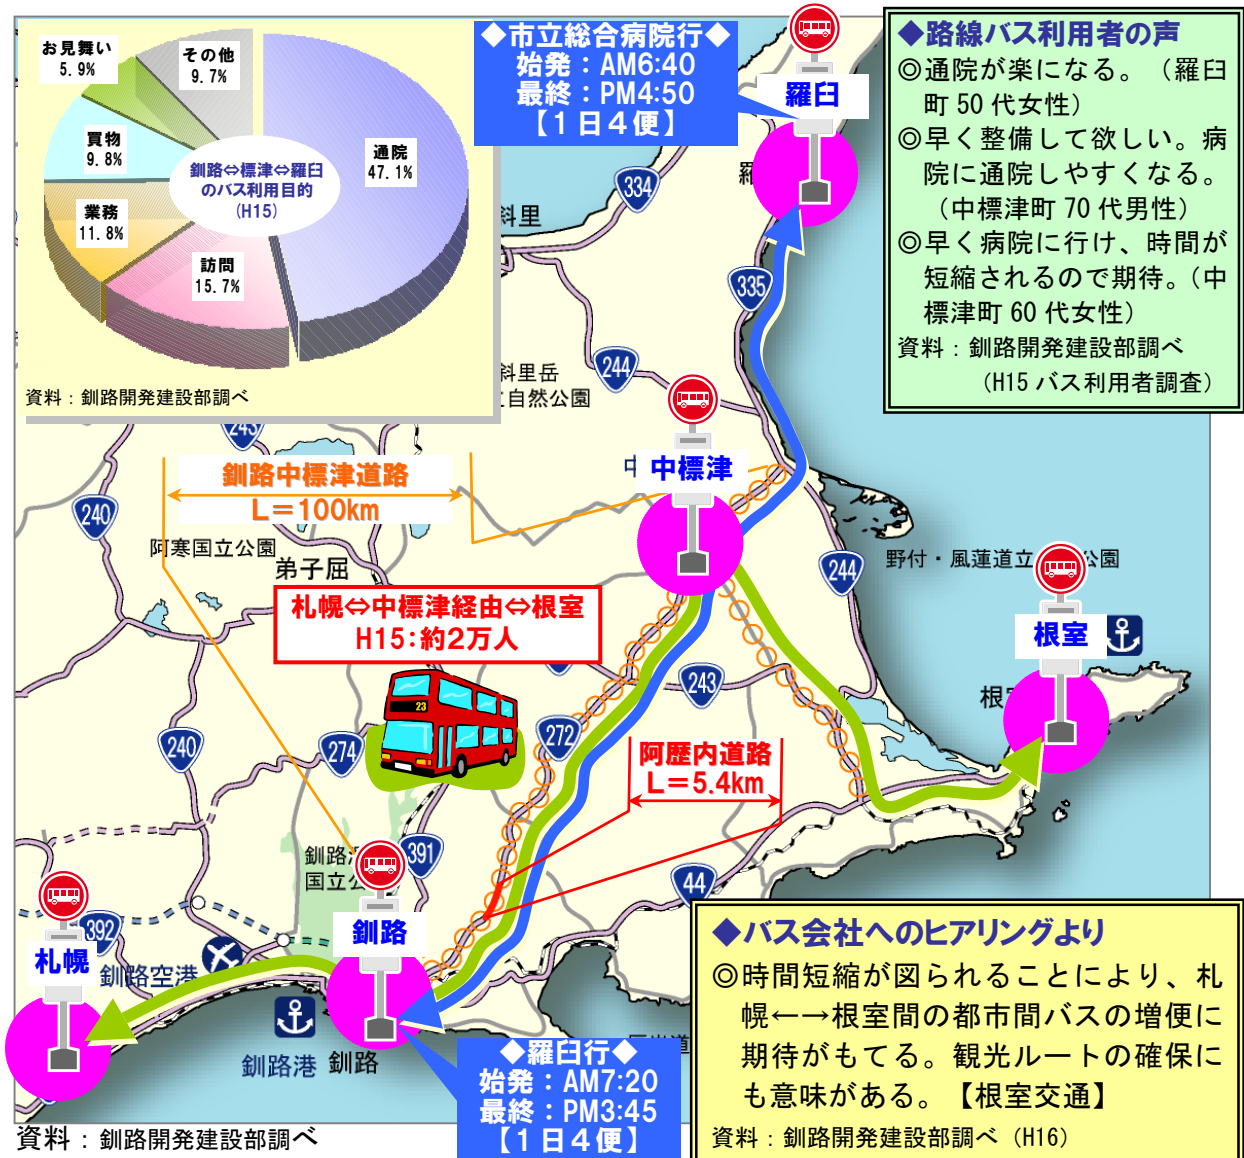 お見舞い
5.9%
その他
9.7%
買物
9.8%
業務
11.8%
訪問
15.7%
通院
47.1%
釧路⇔標津⇔羅臼
のバス利用目的
(H15)
資料：釧路開発建設部調べ
◆市立総合病院行◆
始発：AM6:40
最終：PM4:50
【1日4便】
羅臼
◆路線バス利用者の声
◎通院が楽になる。（羅臼
町50代女性）
◎早く整備して欲しい。病
院に通院しやすくなる。
（中標津町70代男性）
◎早く病院に行け、時間が
短縮されるので期待。（中
標津町60代女性）
資料：釧路開発建設部調べ
（H15バス利用者調査）
334
斜里
335
244
斜里岳
自然公園
243
釧路中標津道路
L=100km
中標津
240
阿寒国立公園
弟子屈
244
野付・風蓮道立
公園
札幌⇔中標津経由⇔根室
H15：約2万人
根室
243
23
272
240
274
阿歴内道路
L=5.4km
391
釧路
国立公
44
392
札幌
釧路空港
釧路
釧路港
釧路
◆羅臼行◆
始発：AM7:20
最終：PM3:45
【1日4便】
◆バス会社へのヒアリングより
◎時間短縮が図られることにより、札
幌←→根室間の都市間バスの増便に
期待がもてる。観光ルートの確保に
も意味がある。【根室交通】
資料：釧路開発建設部調べ（H16）
資料：釧路開発建設部調べ